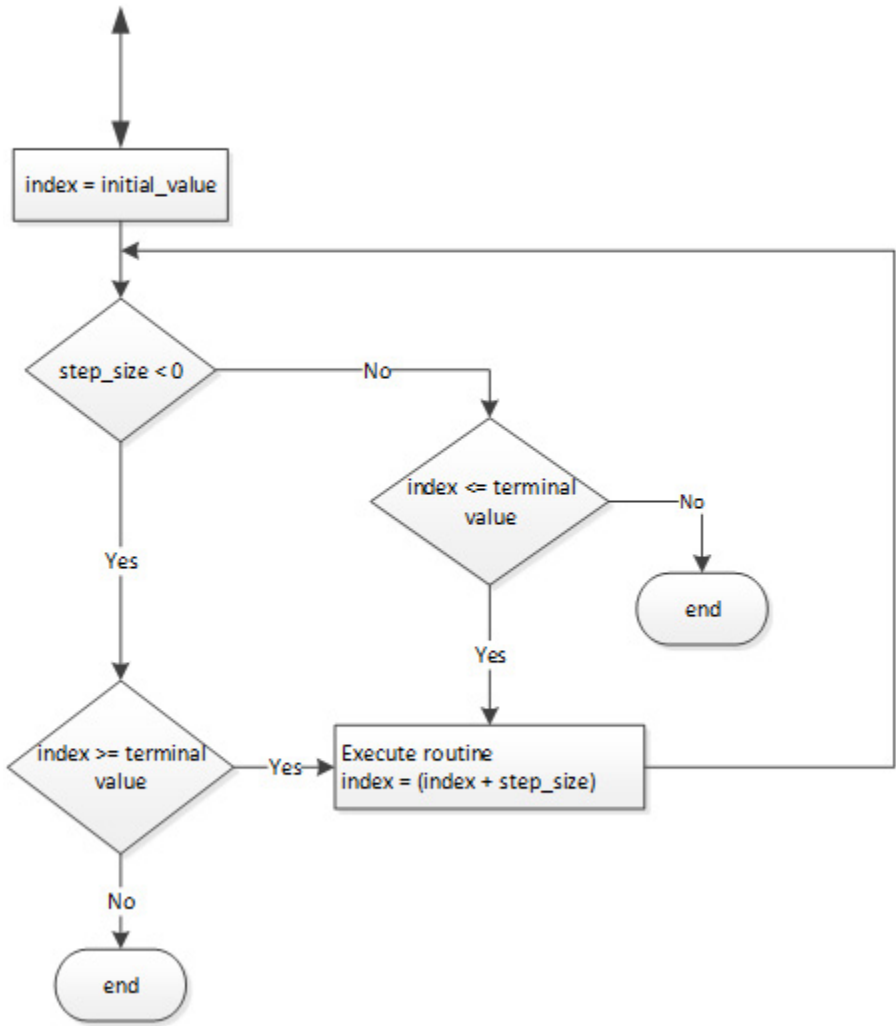 index = initial_value
step_size < 0
No
index <= terminal
value
No
Yes
end
Yes
index >= terminal
value
Yes
Execute routine
index = (index + step_size)
No
end